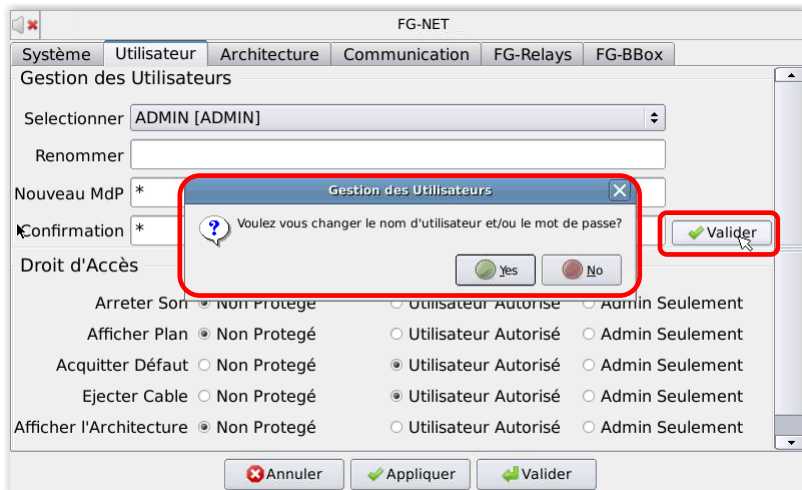 FG-NET
Système Utilisateur Architecture Communication FG-Relays FG-BBox
Gestion des Utilisateurs
Selectionner ADMIN [ADMIN]
Renommer
Nouveau MdP *
Confirmation * Valider
Gestion des Utilisateurs
Voulez vous changer le nom d'utilisateur et/ou le mot de passe?
Yes No
Droit d'Accès
Arreter Son Non Protegé Utilisateur Autorisé Admin Seulement
Afficher Plan Non Protegé Utilisateur Autorisé Admin Seulement
Acquitter Défaut Non Protegé Utilisateur Autorisé Admin Seulement
Ejecter Cable Non Protegé Utilisateur Autorisé Admin Seulement
Afficher l'Architecture Non Protegé Utilisateur Autorisé Admin Seulement
Annuler Appliquer Valider